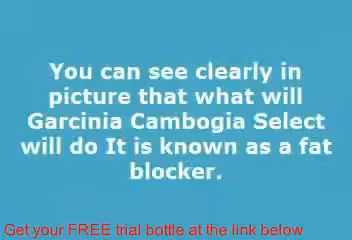 You can see clearly in
picture that what will
Garcinia Cambogia Select
will do It is known as a fat
blocker.
Get your FREE trial bottle at the link below